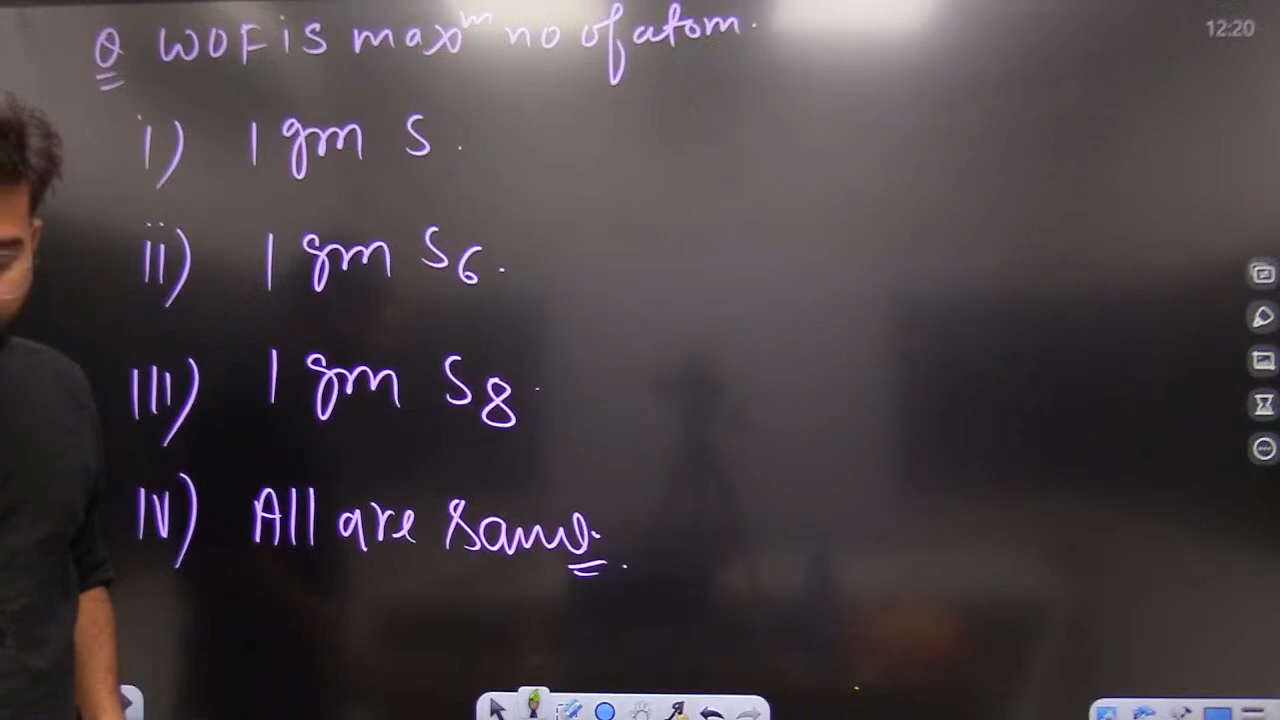 Q WOF is max^m no of atom.
12:20
i) 1 gm S.
ii) 1 gm S6.
iii) 1 gm S8.
iv) All are same.